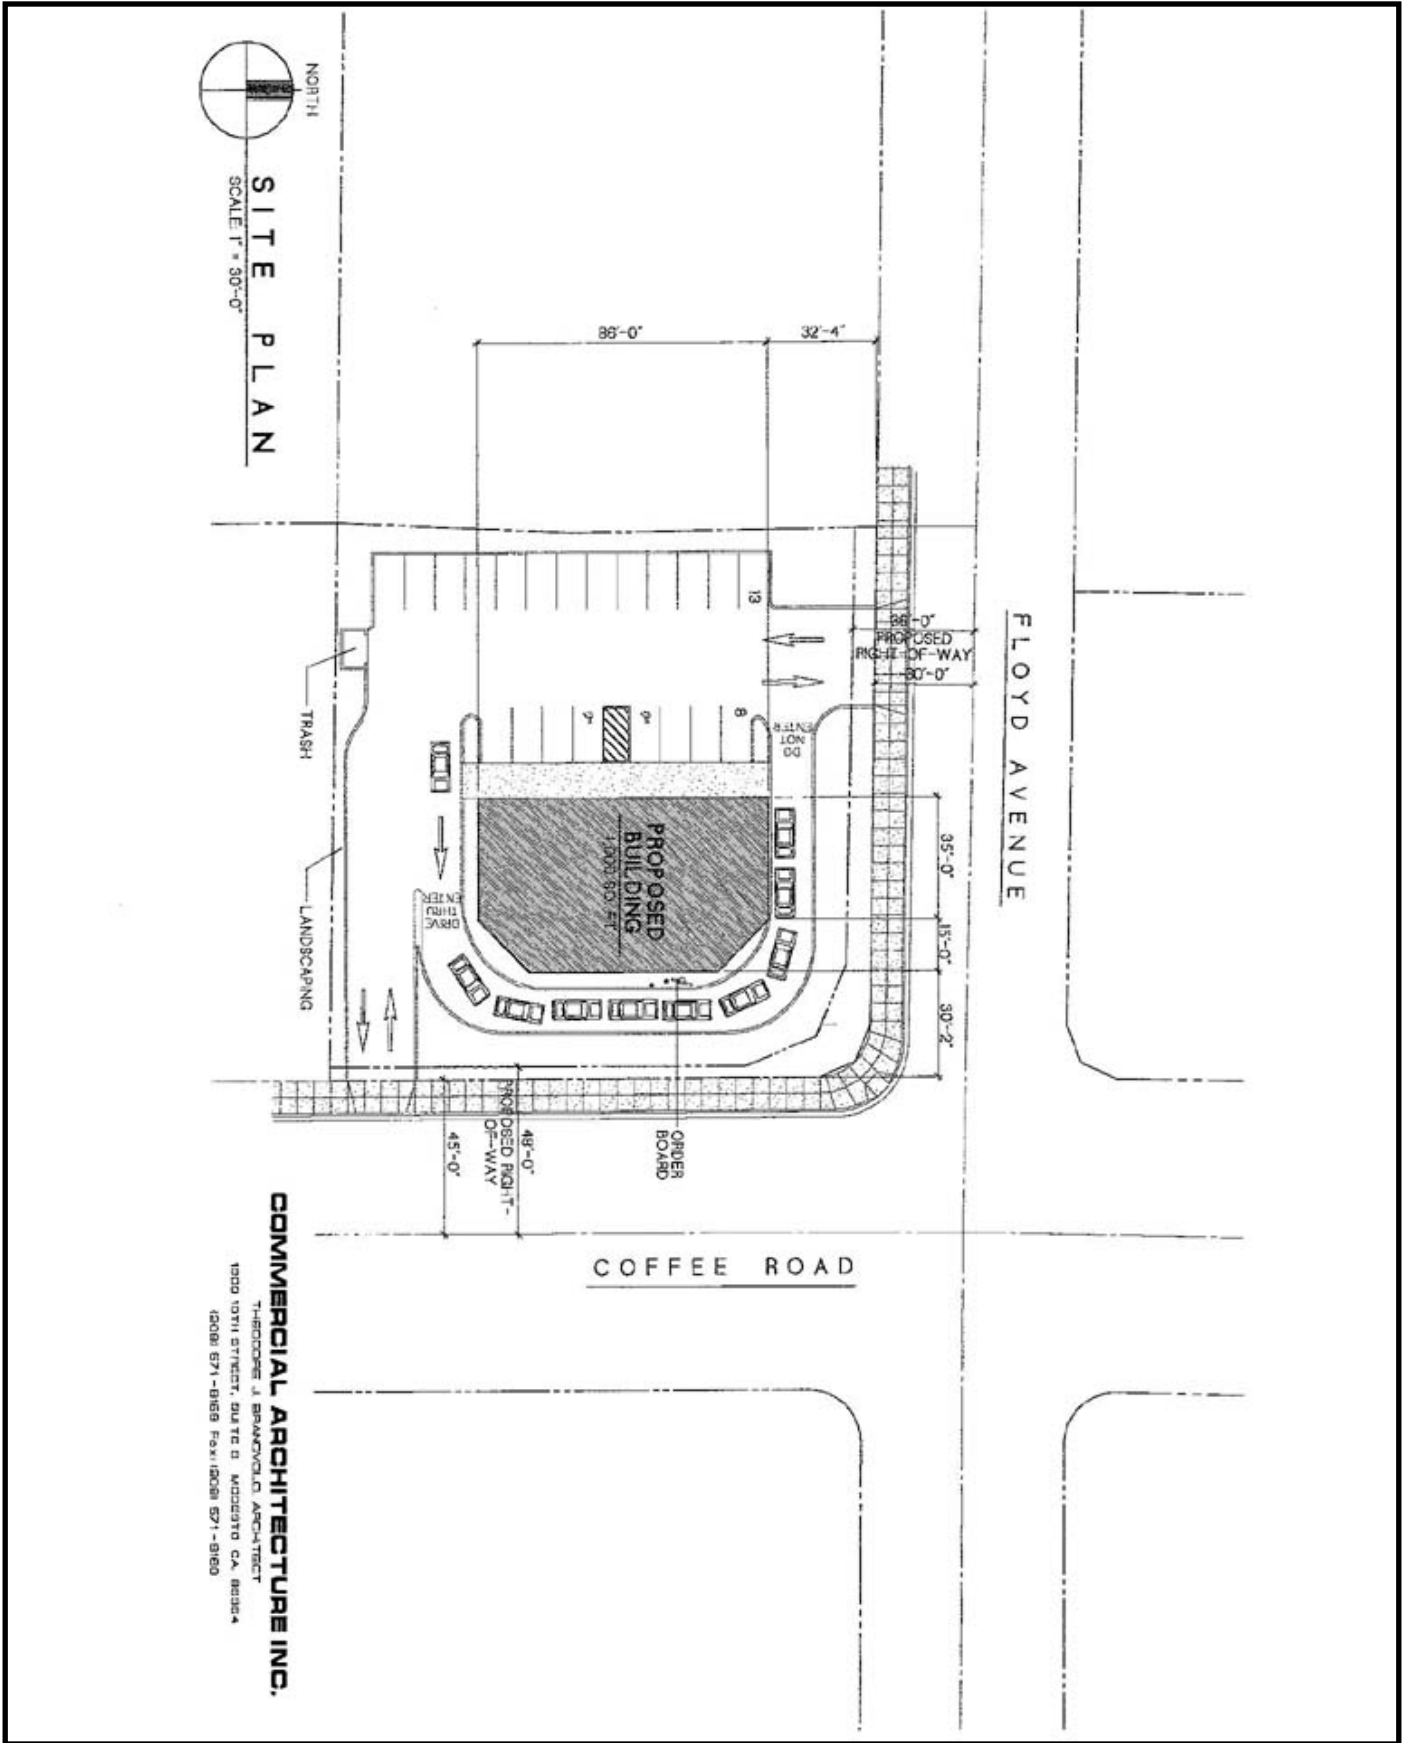 NORTH
SITE PLAN
SCALE: 1" = 30'-0"
86'-0"
32'-4"
FLOYD AVENUE
36'-0"
PROPOSED
RIGHT-OF-WAY
30'-0"
13
8
DO
NOT
ENTER
TRASH
LANDSCAPING
PROPOSED
BUILDING
DRIVE
THRU
ENTER
35'-0"
15'-0"
30'-2"
ORDER
BOARD
48'-0"
PROPOSED RIGHT-
OF-WAY
45'-0"
COFFEE ROAD
COMMERCIAL ARCHITECTURE INC.
THEODORE J. BRANDVOLD, ARCHITECT